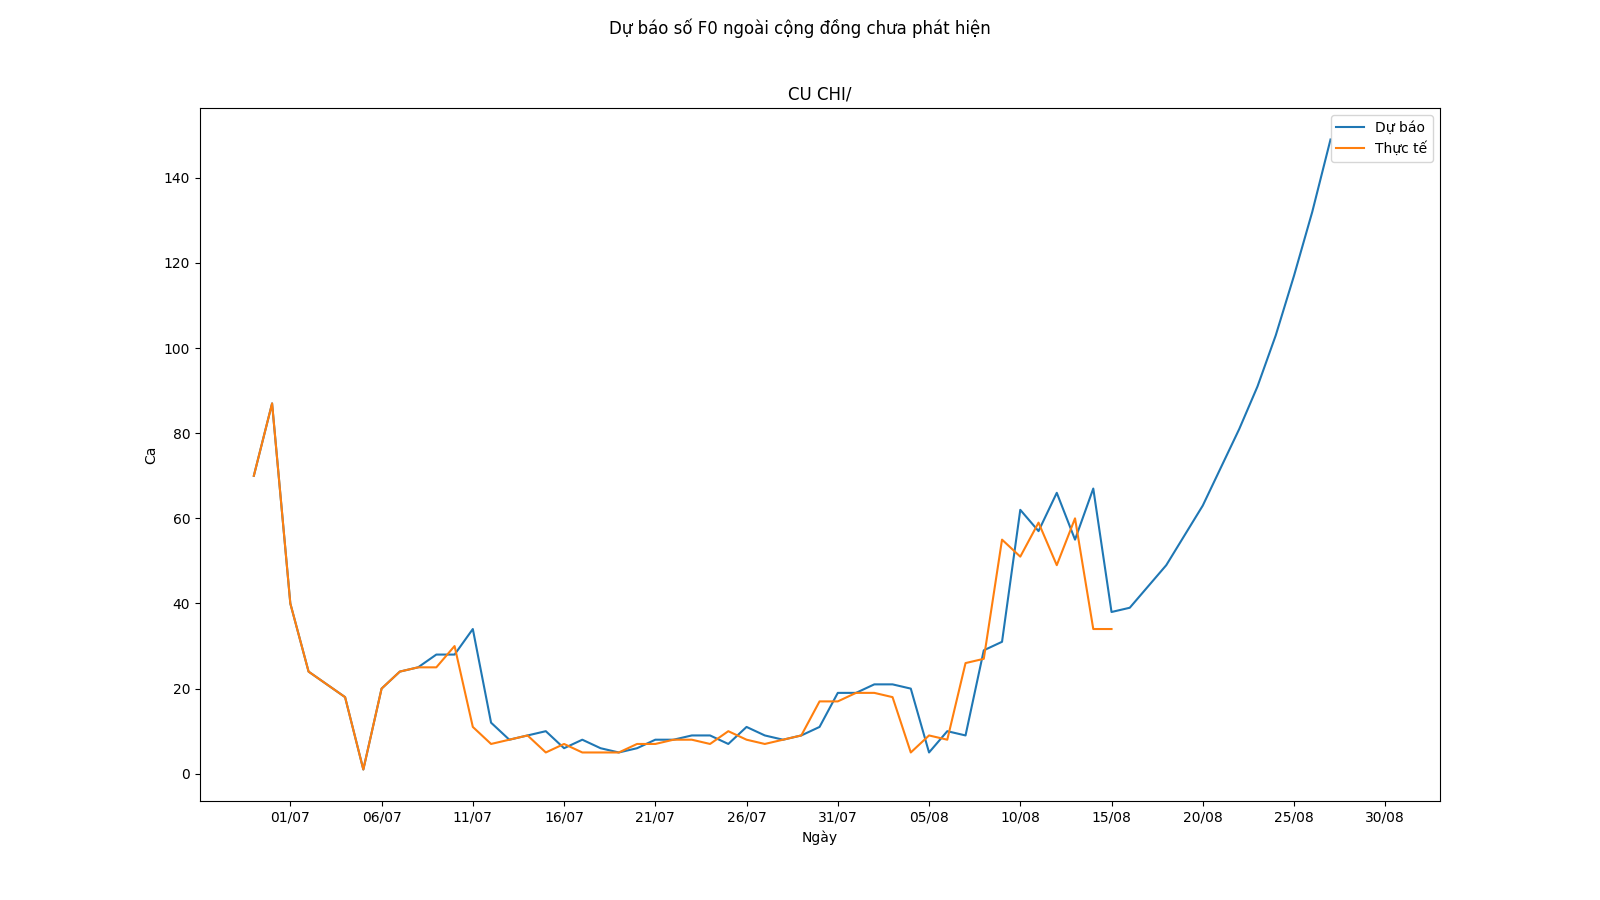 Dự báo số F0 ngoài cộng đồng chưa phát hiện
CU CHI/
Dự báo
Thực tế
140
120
100
80
60
40
20
0
Ca
01/07 06/07 11/07 16/07 21/07 26/07 31/07 05/08 10/08 15/08 20/08 25/08 30/08
Ngày